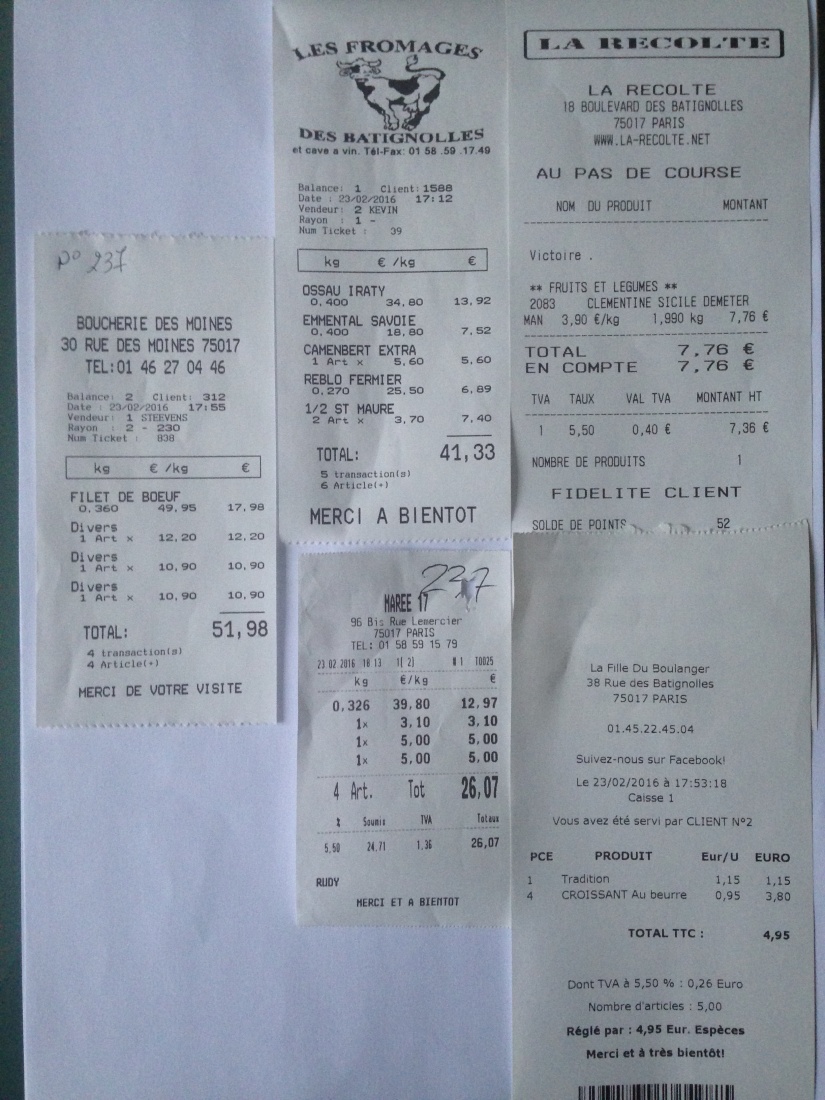 N° 237
BOUCHERIE DES MOINES
30 RUE DES MOINES 75017
TEL:01 46 27 04 46
Balance: 2 Client: 312
Date : 23/02/2016 17:55
Vendeur: 1 STEEVENS
Rayon : 2 - 230
Num Ticket : 838
kg € /kg €
FILET DE BOEUF
0,360 49,95 17,98
Divers
1 Art x 12,20 12,20
Divers
1 Art x 10,90 10,90
Divers
1 Art x 10,90 10,90
TOTAL: 51,98
4 transaction(s)
4 Article(+)
MERCI DE VOTRE VISITE
LES FROMAGES
DES BATIGNOLLES
et cave a vin. Tél-Fax: 01 58 .59 .17.49
Balance: 1 Client: 1588
Date : 23/02/2016 17:12
Vendeur: 2 KEVIN
Rayon : 1 -
Num Ticket : 39
kg € /kg €
OSSAU IRATY
0,400 34,80 13,92
EMMENTAL SAVOIE
0,400 18,80 7,52
CAMENBERT EXTRA
1 Art x 5,60 5,60
REBLO FERMIER
0,270 25,50 6,89
1/2 ST MAURE
2 Art x 3,70 7,40
TOTAL: 41,33
5 transaction(s)
6 Article(+)
MERCI A BIENTOT
LA RECOLTE
LA RECOLTE
18 BOULEVARD DES BATIGNOLLES
75017 PARIS
WWW.LA-RECOLTE.NET
AU PAS DE COURSE
NOM DU PRODUIT MONTANT
Victoire .
** FRUITS ET LEGUMES **
2083 CLEMENTINE SICILE DEMETER
MAN 3,90 €/kg 1,990 kg 7,76 €
TOTAL 7,76 €
EN COMPTE 7,76 €
TVA TAUX VAL TVA MONTANT HT
1 5,50 0,40 € 7,36 €
NOMBRE DE PRODUITS 1
FIDELITE CLIENT
SOLDE DE POINTS 52
237
MAREE 17
96 Bis Rue Lemercier
75017 PARIS
TEL: 01 58 59 15 79
23 02 2016 18 13 1[ 2] #1 T0025
kg €/kg €
0,326 39,80 12,97
1x 3,10 3,10
1x 5,00 5,00
1x 5,00 5,00
4 Art. Tot 26,07
% Soumis TVA Totaux
5,50 24,71 1,36 26,07
RUDY
MERCI ET A BIENTOT
La Fille Du Boulanger
38 Rue des Batignolles
75017 PARIS
01.45.22.45.04
Suivez-nous sur Facebook!
Le 23/02/2016 à 17:53:18
Caisse 1
Vous avez été servi par CLIENT N°2
PCE PRODUIT Eur/U EURO
1 Tradition 1,15 1,15
4 CROISSANT Au beurre 0,95 3,80
TOTAL TTC : 4,95
Dont TVA à 5,50 % : 0,26 Euro
Nombre d'articles : 5,00
Réglé par : 4,95 Eur. Espèces
Merci et à très bientôt!